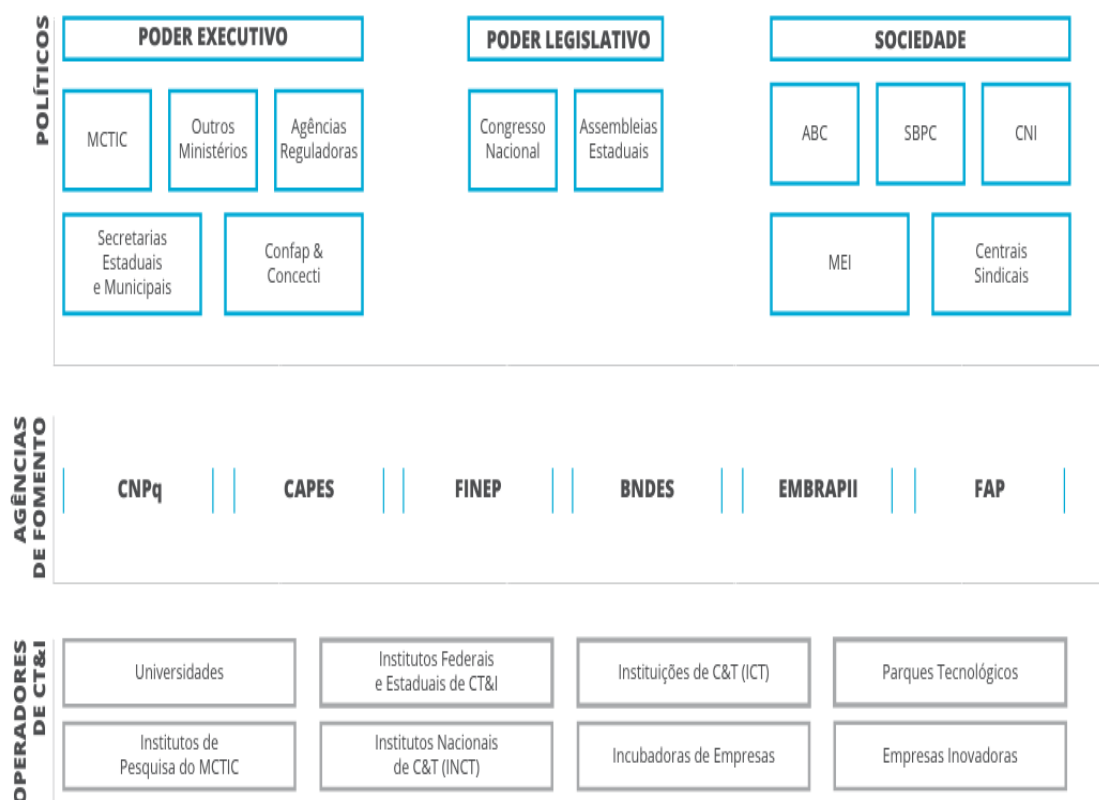 POLÍTICOS
PODER EXECUTIVO
PODER LEGISLATIVO
SOCIEDADE
MCTIC
Outros
Ministérios
Agências
Reguladoras
Congresso
Nacional
Assembleias
Estaduais
ABC
SBPC
CNI
Secretarias
Estaduais
e Municipais
Confap &
Concecti
MEI
Centrais
Sindicais
AGÊNCIAS
DE FOMENTO
CNPq
CAPES
FINEP
BNDES
EMBRAPII
FAP
OPERADORES
DE CT&I
Universidades
Institutos Federais
e Estaduais de CT&I
Instituições de C&T (ICT)
Parques Tecnológicos
Institutos de
Pesquisa do MCTIC
Institutos Nacionais
de C&T (INCT)
Incubadoras de Empresas
Empresas Inovadoras